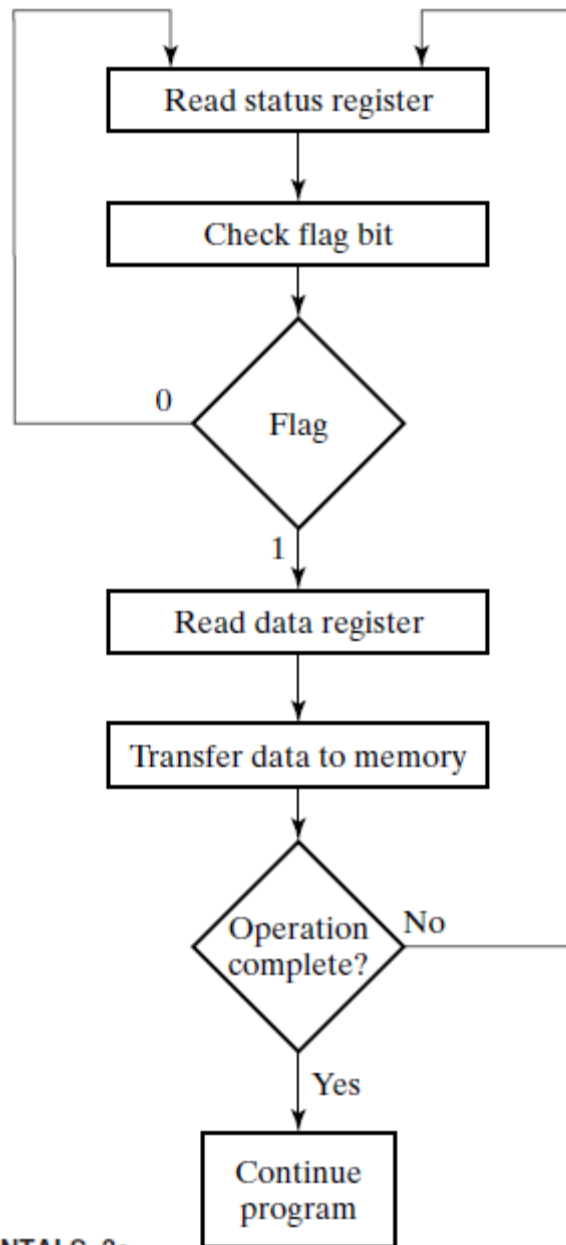 Read status register
Check flag bit
0
Flag
1
Read data register
Transfer data to memory
Operation
complete?
No
Yes
Continue
program